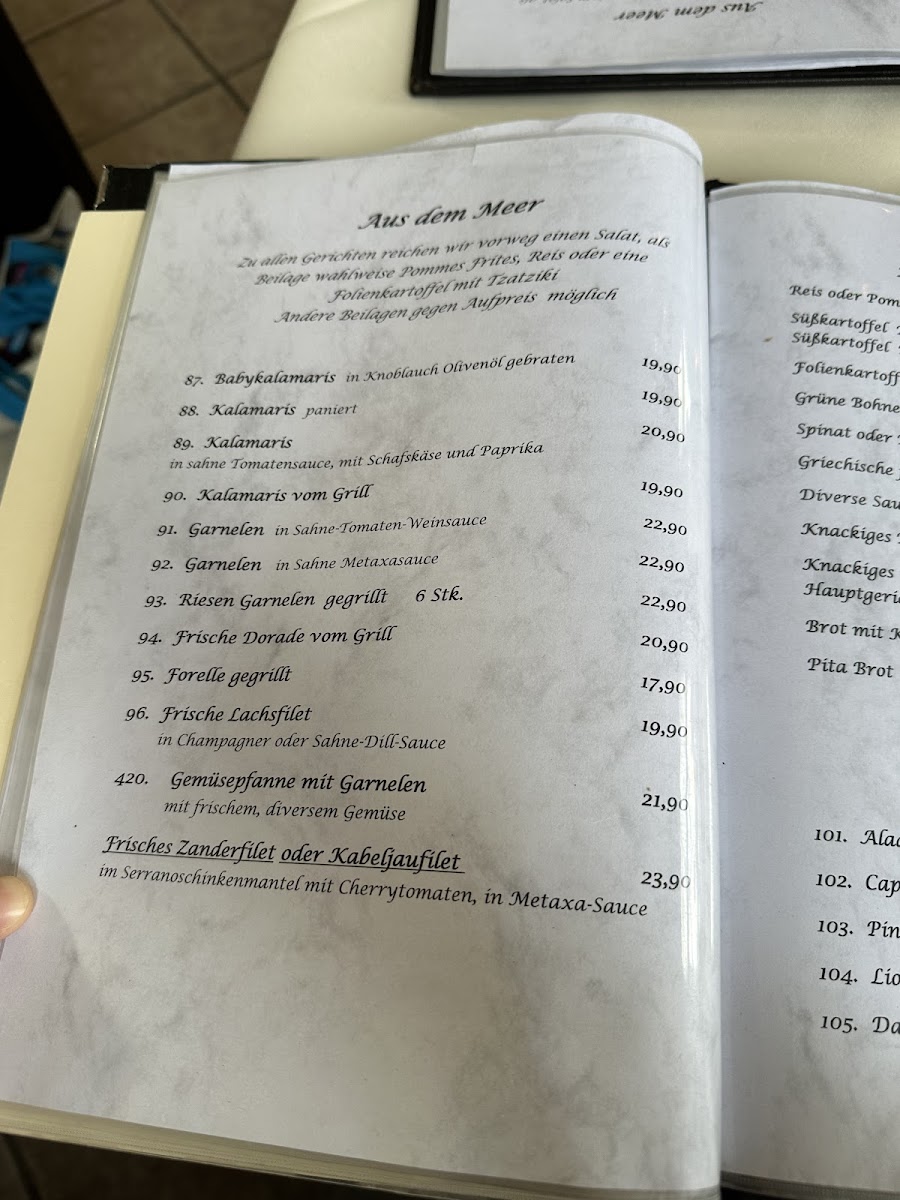 Aus dem Meer
Aus dem Meer
Zu allen Gerichten reichen wir vorweg einen Salat, als
Beilage wahlweise Pommes Frites, Reis oder eine
Folienkartoffel mit Tzatziki
Andere Beilagen gegen Aufpreis möglich
87. Babykalamaris in Knoblauch Olivenöl gebraten 19,90
88. Kalamaris paniert 19,90
89. Kalamaris 20,90
in sahne Tomatensauce, mit Schafskäse und Paprika
90. Kalamaris vom Grill 19,90
91. Garnelen in Sahne-Tomaten-Weinsauce 22,90
92. Garnelen in Sahne Metaxasauce 22,90
93. Riesen Garnelen gegrillt 6 Stk. 22,90
94. Frische Dorade vom Grill 20,90
95. Forelle gegrillt 17,90
96. Frische Lachsfilet 19,90
in Champagner oder Sahne-Dill-Sauce
420. Gemüsepfanne mit Garnelen 21,90
mit frischem, diversem Gemüse
Frisches Zanderfilet oder Kabeljaufilet 23,90
im Serranoschinkenmantel mit Cherrytomaten, in Metaxa-Sauce
Reis oder Pom
Süßkartoffel
Süßkartoffel
Folienkartoff
Grüne Bohne
Spinat oder
Griechische
Diverse Sau
Knackiges
Knackiges
Hauptgeri
Brot mit K
Pita Brot
101. Ala
102. Cap
103. Pin
104. Lio
105. Da